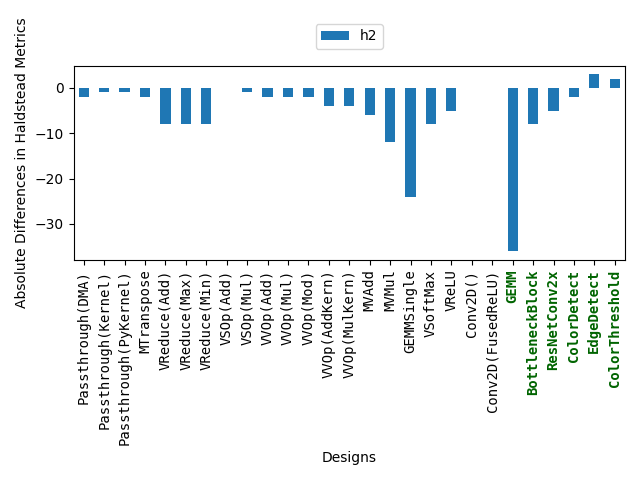 h2
Absolute Differences in Haldstead Metrics
0
−10
−20
−30
Passthrough(DMA)
Passthrough(Kernel)
Passthrough(PyKernel)
MTranspose
VReduce(Add)
VReduce(Max)
VReduce(Min)
VSOp(Add)
VSOp(Mul)
VVOp(Add)
VVOp(Mul)
VVOp(Mod)
VVOp(AddKern)
VVOp(MulKern)
MVAdd
MVMul
GEMMSingle
VSoftMax
VReLU
Conv2D()
Conv2D(FusedReLU)
GEMM
BottleneckBlock
ResNetConv2x
ColorDetect
EdgeDetect
ColorThreshold
Designs